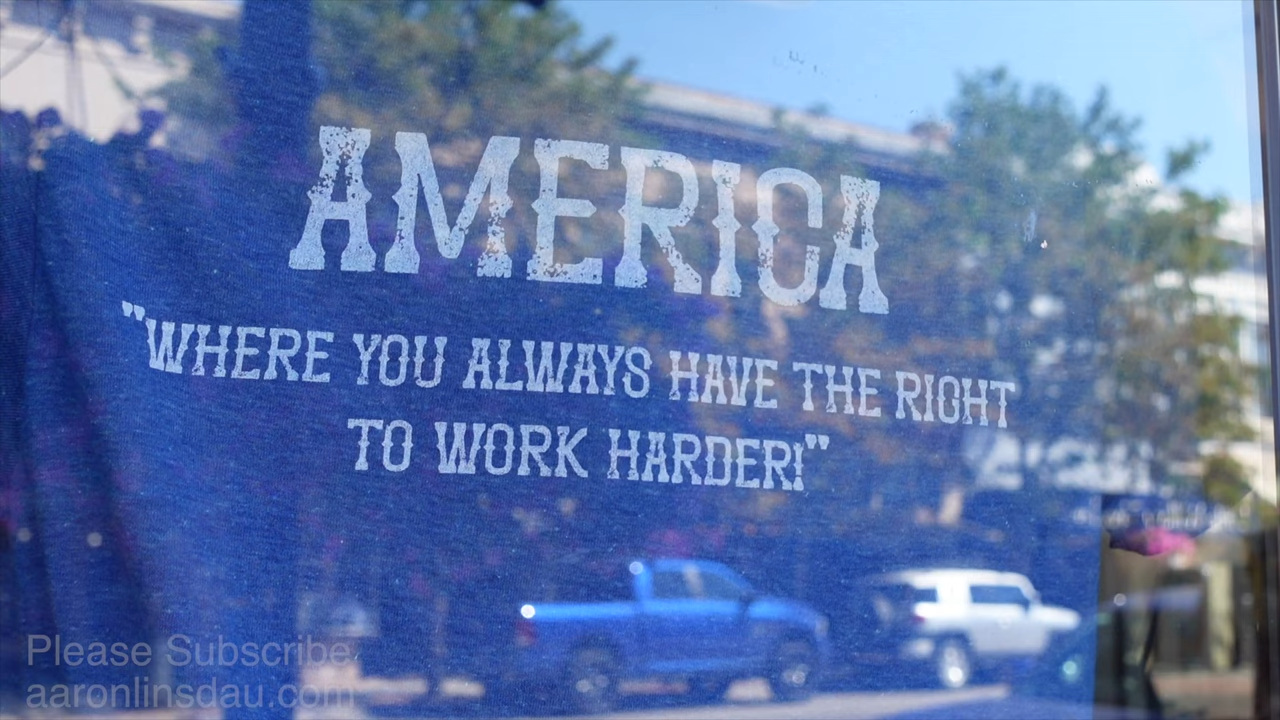 AMERICA
"WHERE YOU ALWAYS HAVE THE RIGHT
TO WORK HARDER!"
Please Subscribe
aaronlinsdau.com